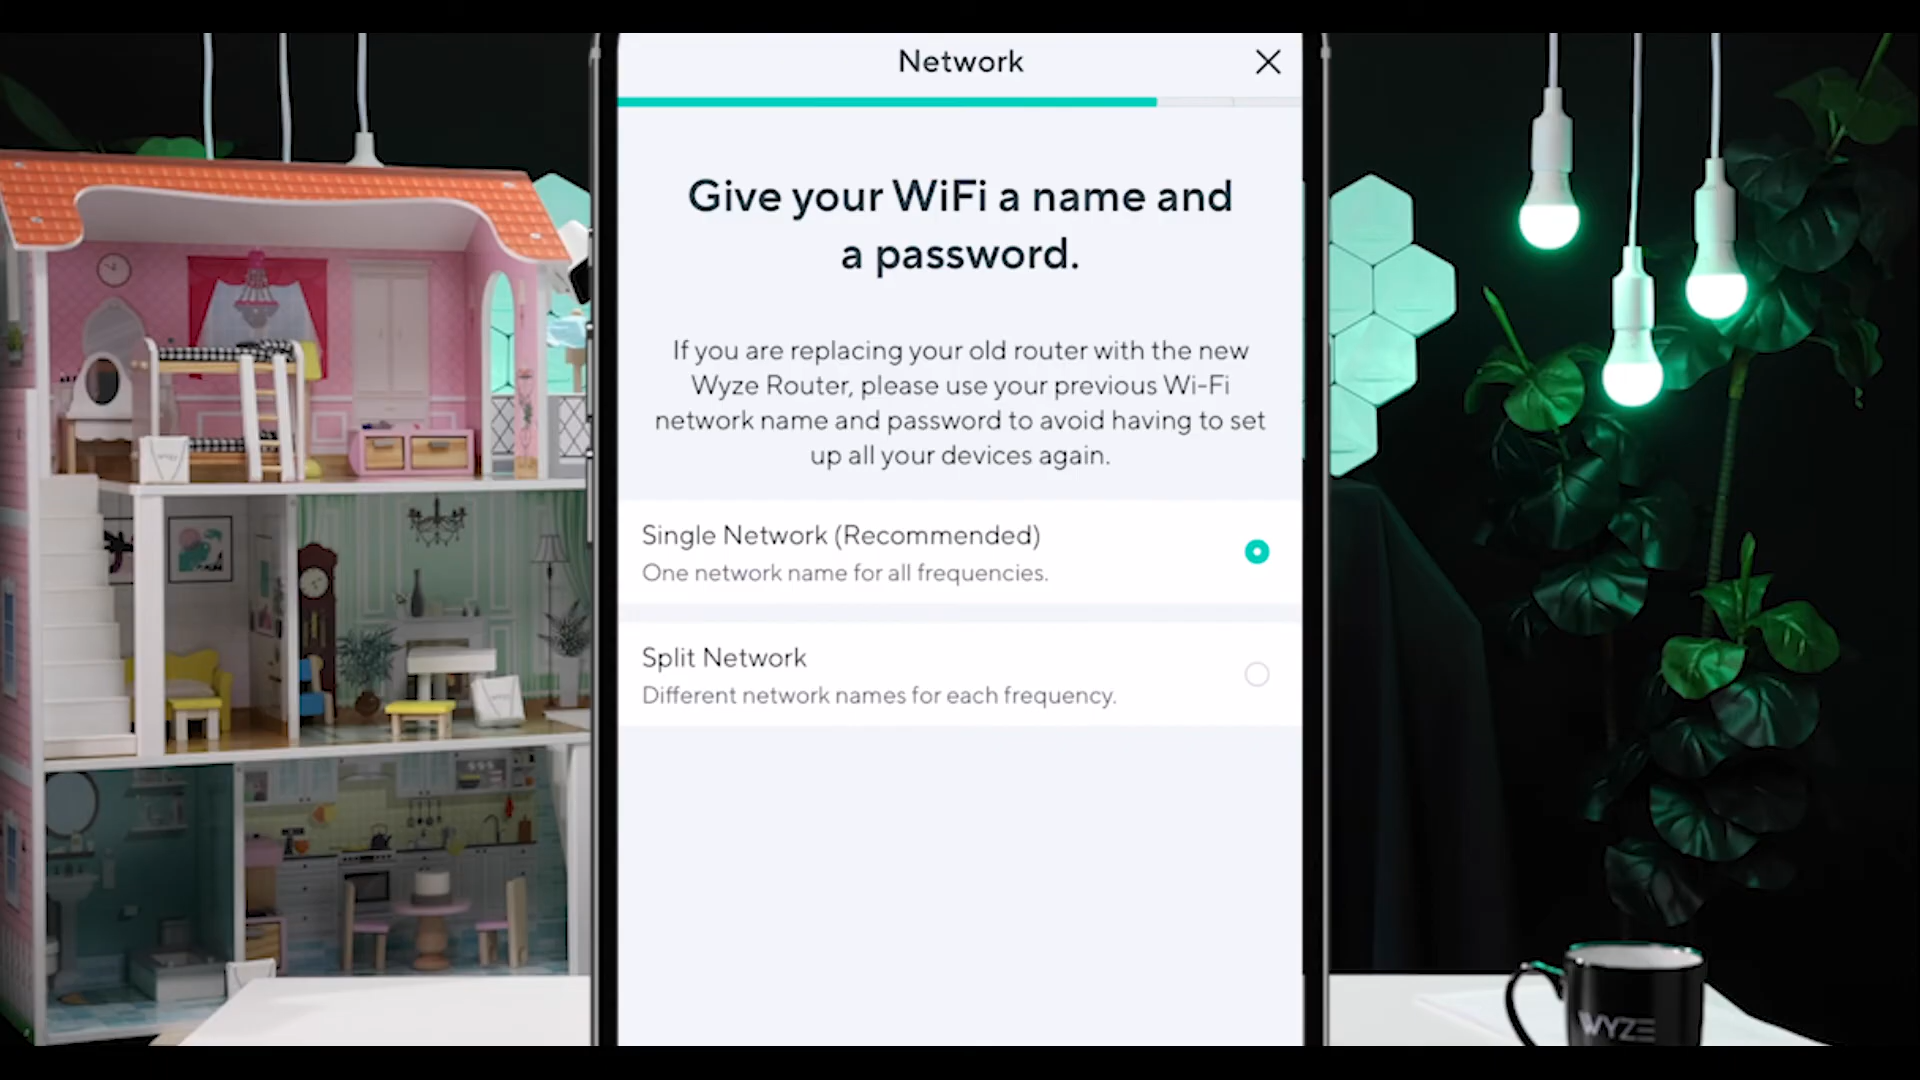 Network
Give your WiFi a name and
a password.
If you are replacing your old router with the new
Wyze Router, please use your previous Wi-Fi
network name and password to avoid having to set
up all your devices again.
Single Network (Recommended)
One network name for all frequencies.
Split Network
Different network names for each frequency.
WYZE